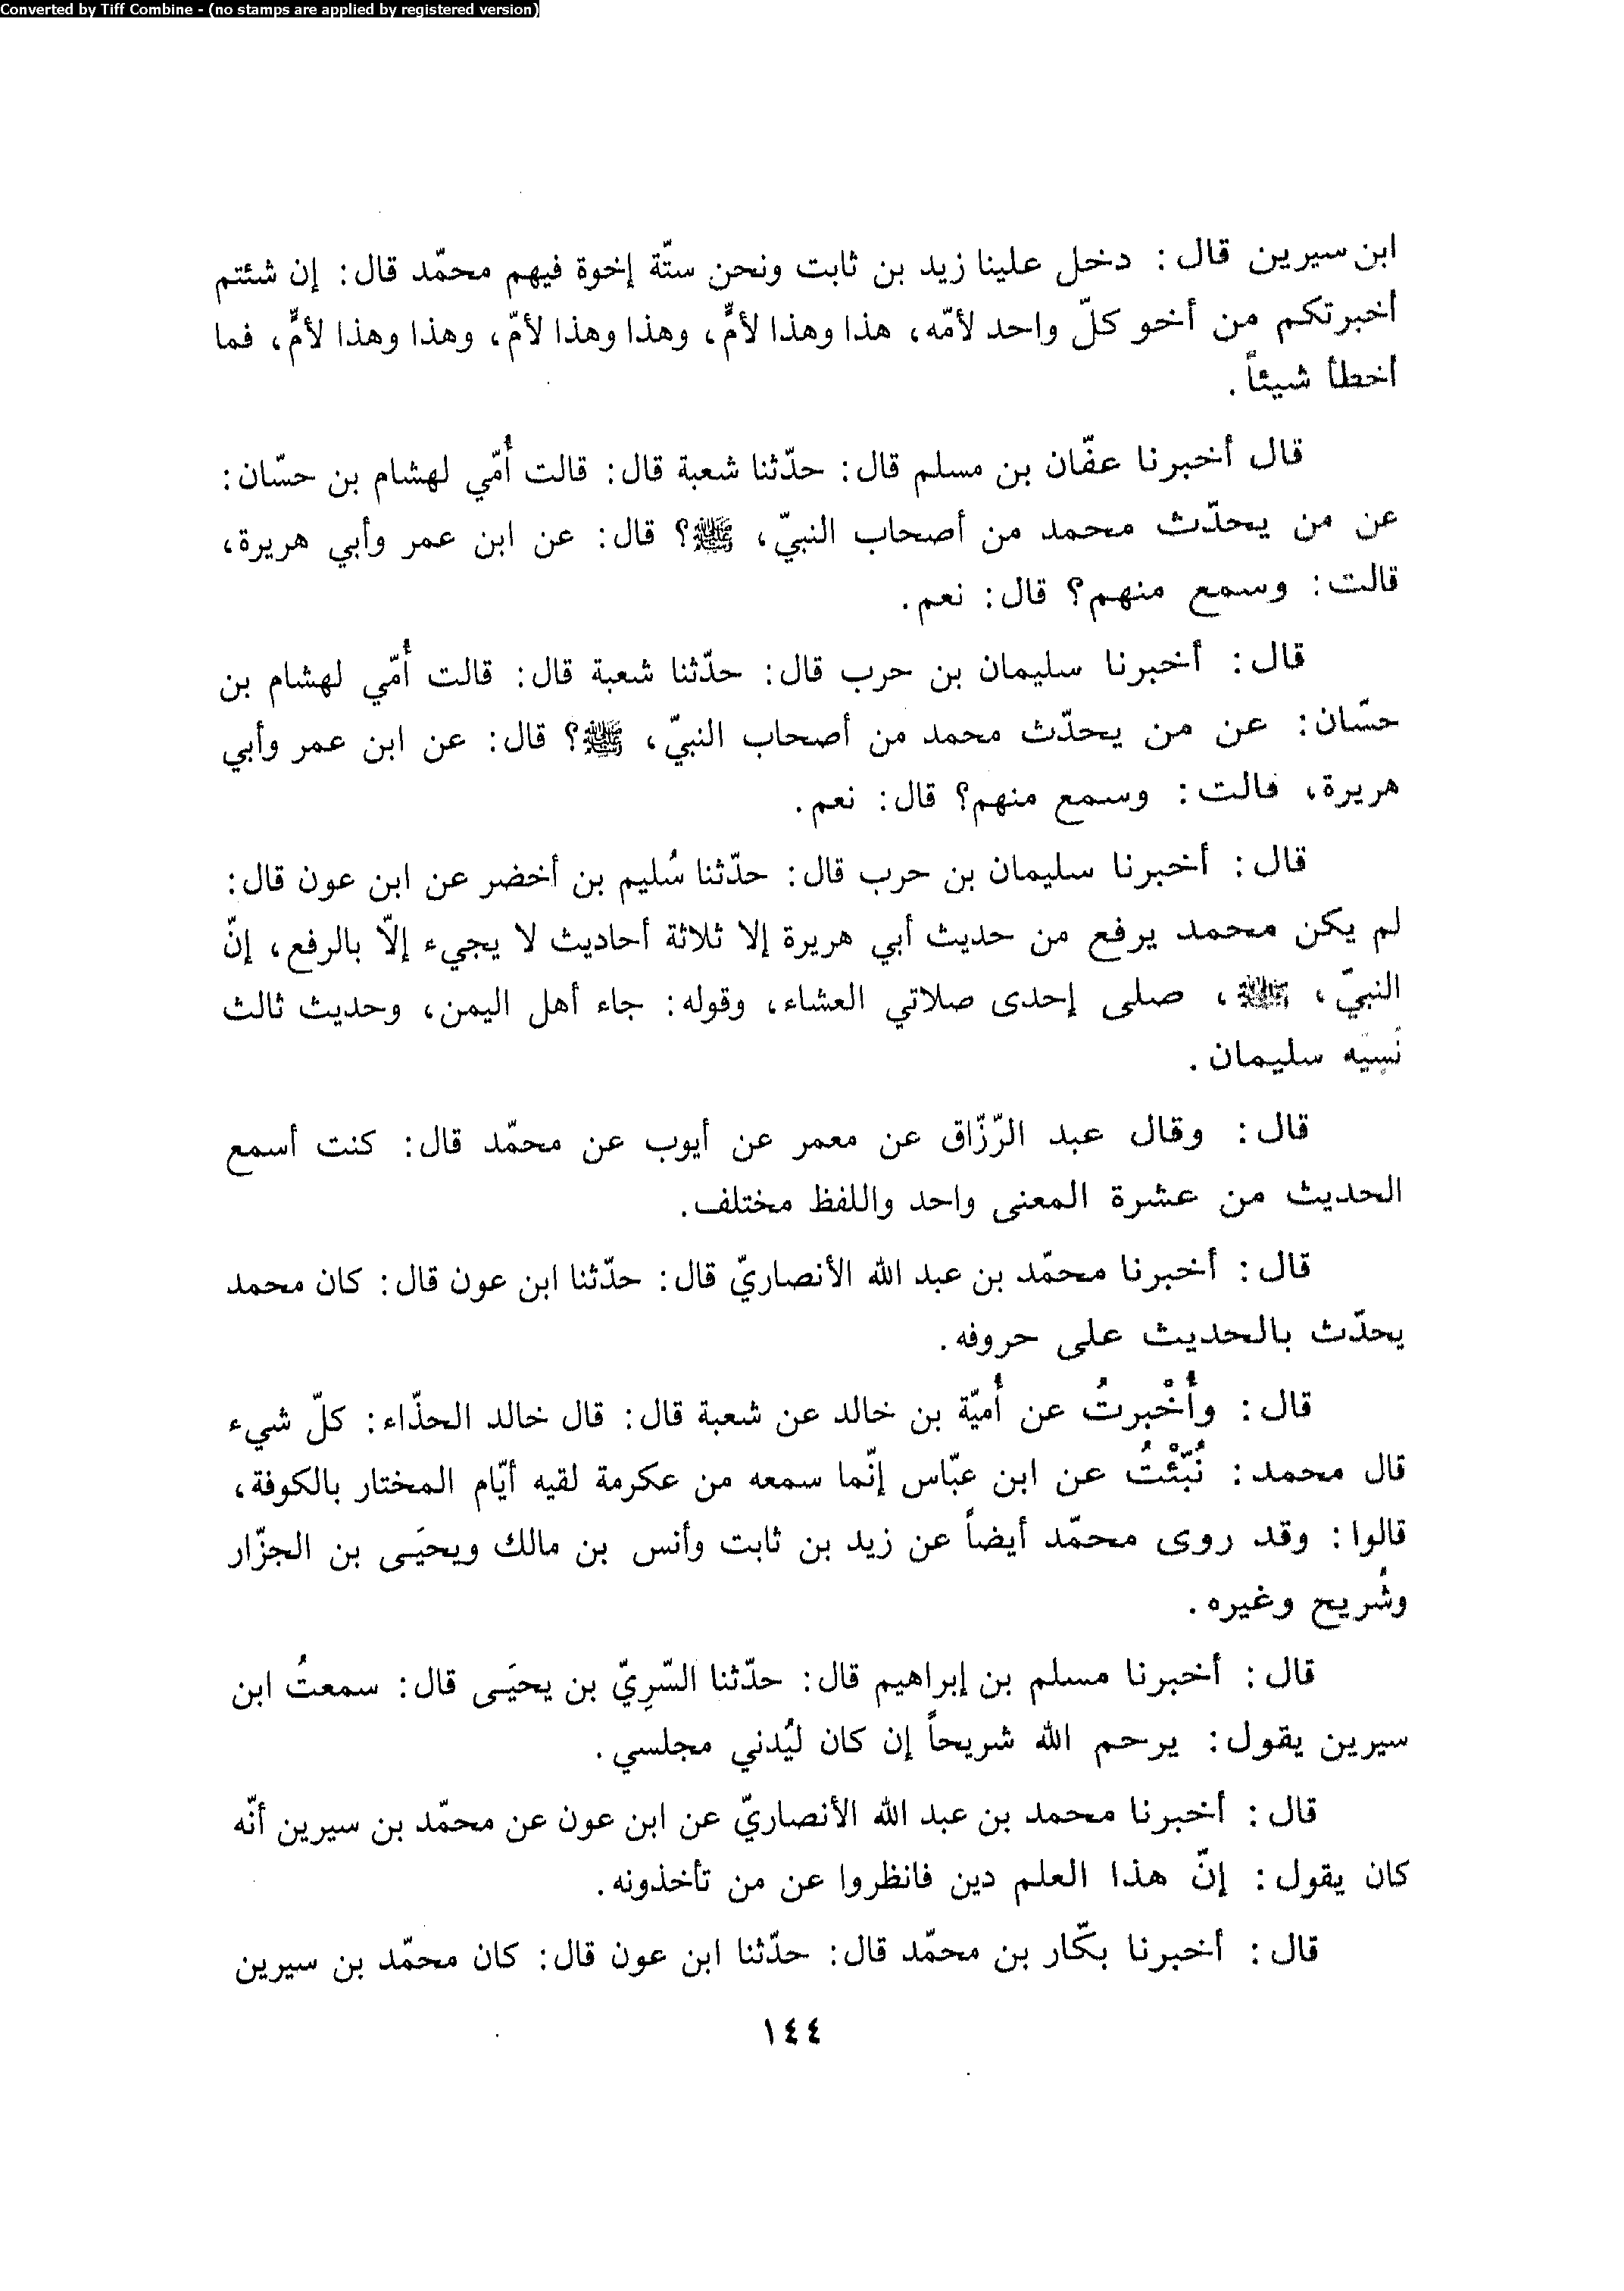 Converted by Tiff Combine - (no stamps are applied by registered version)
ابن سيرين قال: دخل علينا زيد بن ثابت ونحن ستّة إخوة فيهم محمّد قال: إن شئتم
أخبرتكم من أخو كلّ واحد لأمّه، هذا وهذا لأمٍّ، وهذا وهذا لأمّ، وهذا وهذا لأمٍّ، فما
أخطأ شيئاً.
قال أخبرنا عفّان بن مسلم قال: حدّثنا شعبة قال: قالت أُمّي لهشام بن حسّان:
عن من يحدّث محمد من أصحاب النبيّ، ﷺ؟ قال: عن ابن عمر وأبي هريرة،
قالت: وسمع منهم؟ قال: نعم.
قال: أخبرنا سليمان بن حرب قال: حدّثنا شعبة قال: قالت أُمّي لهشام بن
حسّان: عن من يحدّث محمد من أصحاب النبيّ، ﷺ؟ قال: عن ابن عمر وأبي
هريرة، قالت: وسمع منهم؟ قال: نعم.
قال: أخبرنا سليمان بن حرب قال: حدّثنا سُليم بن أخضر عن ابن عون قال:
لم يكن محمد يرفع من حديث أبي هريرة إلا ثلاثة أحاديث لا يجيء إلاّ بالرفع، إنّ
النبيّ، ﷺ، صلى إحدى صلاتي العشاء، وقوله: جاء أهل اليمن، وحديث ثالث
نَسِيَه سليمان.
قال: وقال عبد الرّزّاق عن معمر عن أيوب عن محمّد قال: كنت أسمع
الحديث من عشرة المعنى واحد واللفظ مختلف.
قال: أخبرنا محمّد بن عبد الله الأنصاريّ قال: حدّثنا ابن عون قال: كان محمد
يحدّث بالحديث على حروفه.
قال: وأُخْبرتُ عن أُميّة بن خالد عن شعبة قال: قال خالد الحذّاء: كلّ شيء
قال محمد: نُبّئْتُ عن ابن عبّاس إنّما سمعه من عكرمة لقيه أيّام المختار بالكوفة،
قالوا: وقد روى محمّد أيضاً عن زيد بن ثابت وأنس بن مالك ويحيَى بن الجزّار
وشُريح وغيره.
قال: أخبرنا مسلم بن إبراهيم قال: حدّثنا السّرِيّ بن يحيَى قال: سمعتُ ابن
سيرين يقول: يرحم الله شريحاً إن كان ليُدني مجلسي.
قال: أخبرنا محمد بن عبد الله الأنصاريّ عن ابن عون عن محمّد بن سيرين أنّه
كان يقول: إنّ هذا العلم دين فانظروا عن من تأخذونه.
قال: أخبرنا بكّار بن محمّد قال: حدّثنا ابن عون قال: كان محمّد بن سيرين
١٤٤